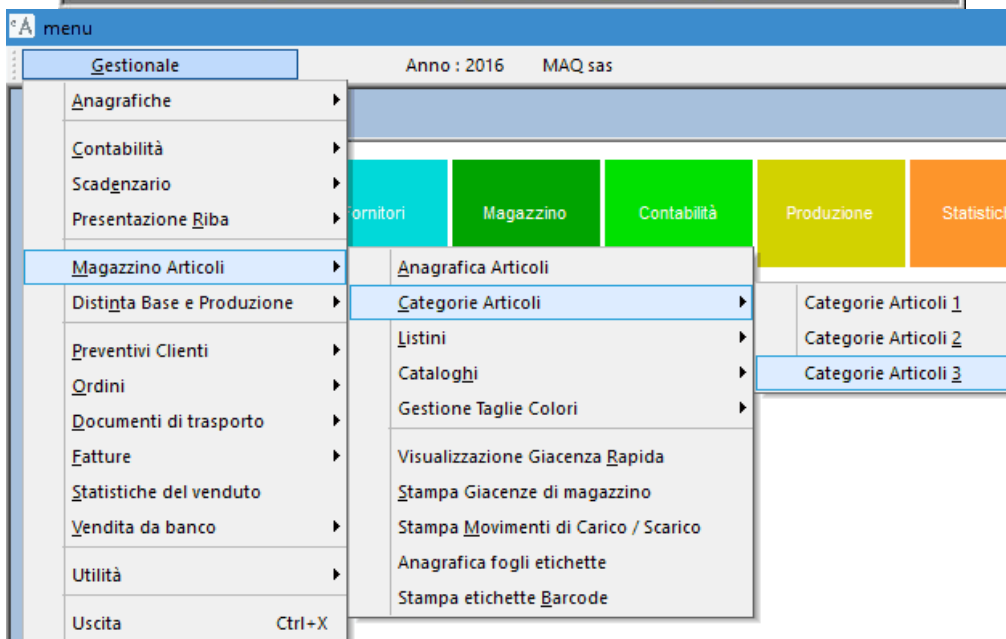 menu
Gestionale Anno : 2016 MAQ sas
Anagrafiche
Contabilità
Scadenzario
Presentazione Riba
Magazzino Articoli
Distinta Base e Produzione
Preventivi Clienti
Ordini
Documenti di trasporto
Fatture
Statistiche del venduto
Vendita da banco
Utilità
Uscita Ctrl+X
ornitori Magazzino Contabilità Produzione Statistich
Anagrafica Articoli
Categorie Articoli
Listini
Cataloghi
Gestione Taglie Colori
Visualizzazione Giacenza Rapida
Stampa Giacenze di magazzino
Stampa Movimenti di Carico / Scarico
Anagrafica fogli etichette
Stampa etichette Barcode
Categorie Articoli 1
Categorie Articoli 2
Categorie Articoli 3